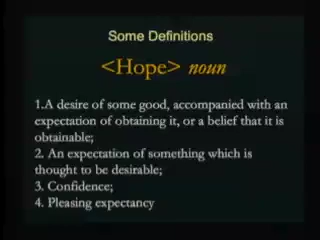 Some Definitions
<Hope> noun
1.A desire of some good, accompanied with an
expectation of obtaining it, or a belief that it is
obtainable;
2. An expectation of something which is
thought to be desirable;
3. Confidence;
4. Pleasing expectancy